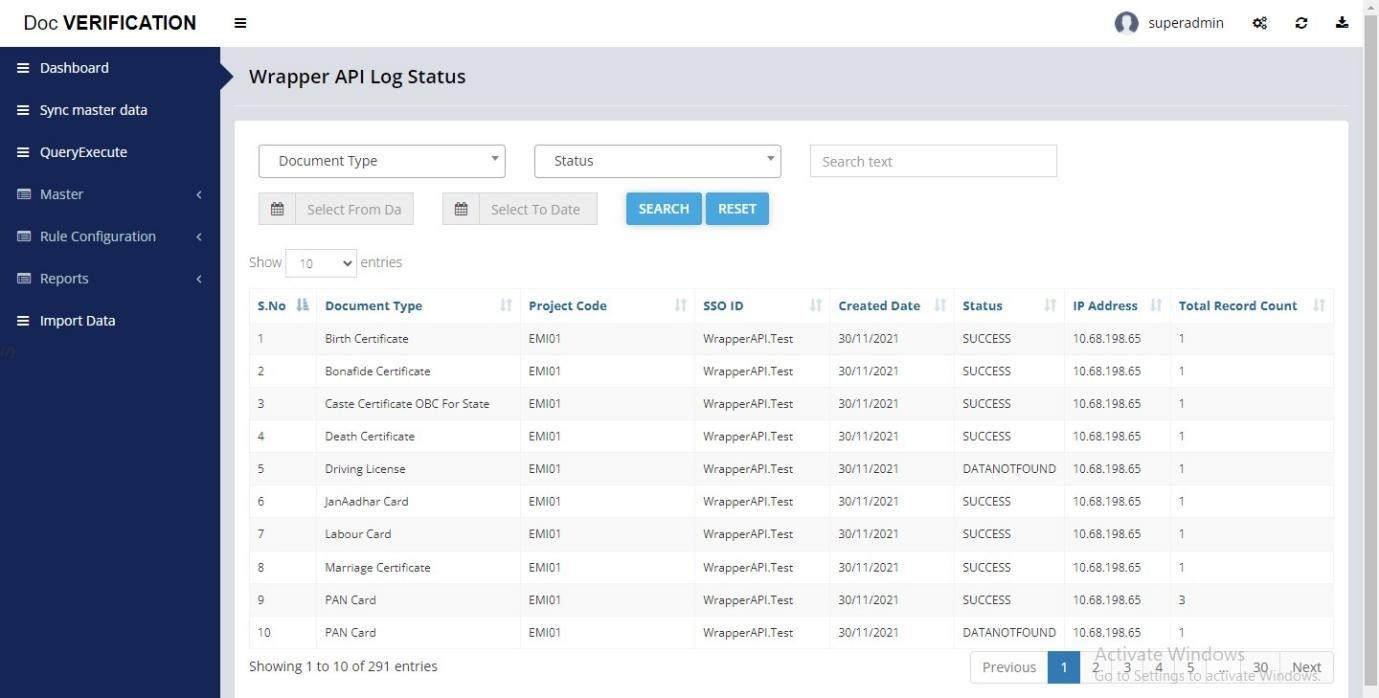 Doc VERIFICATION
superadmin
Dashboard
Sync master data
QueryExecute
Master
Rule Configuration
Reports
Import Data
//)
Wrapper API Log Status
Document Type Status Search text
Select From Da Select To Date SEARCH RESET
Show 10 entries
S.No Document Type Project Code SSO ID Created Date Status IP Address Total Record Count
1 Birth Certificate EMI01 WrapperAPI.Test 30/11/2021 SUCCESS 10.68.198.65 1
2 Bonafide Certificate EMI01 WrapperAPI.Test 30/11/2021 SUCCESS 10.68.198.65 1
3 Caste Certificate OBC For State EMI01 WrapperAPI.Test 30/11/2021 SUCCESS 10.68.198.65 1
4 Death Certificate EMI01 WrapperAPI.Test 30/11/2021 SUCCESS 10.68.198.65 1
5 Driving License EMI01 WrapperAPI.Test 30/11/2021 DATANOTFOUND 10.68.198.65 1
6 JanAadhar Card EMI01 WrapperAPI.Test 30/11/2021 SUCCESS 10.68.198.65 1
7 Labour Card EMI01 WrapperAPI.Test 30/11/2021 SUCCESS 10.68.198.65 1
8 Marriage Certificate EMI01 WrapperAPI.Test 30/11/2021 SUCCESS 10.68.198.65 1
9 PAN Card EMI01 WrapperAPI.Test 30/11/2021 SUCCESS 10.68.198.65 3
10 PAN Card EMI01 WrapperAPI.Test 30/11/2021 DATANOTFOUND 10.68.198.65 1
Showing 1 to 10 of 291 entries
Previous 1 2 3 4 5 ... 30 Next
Activate Windows
Go to Settings to activate Windows.